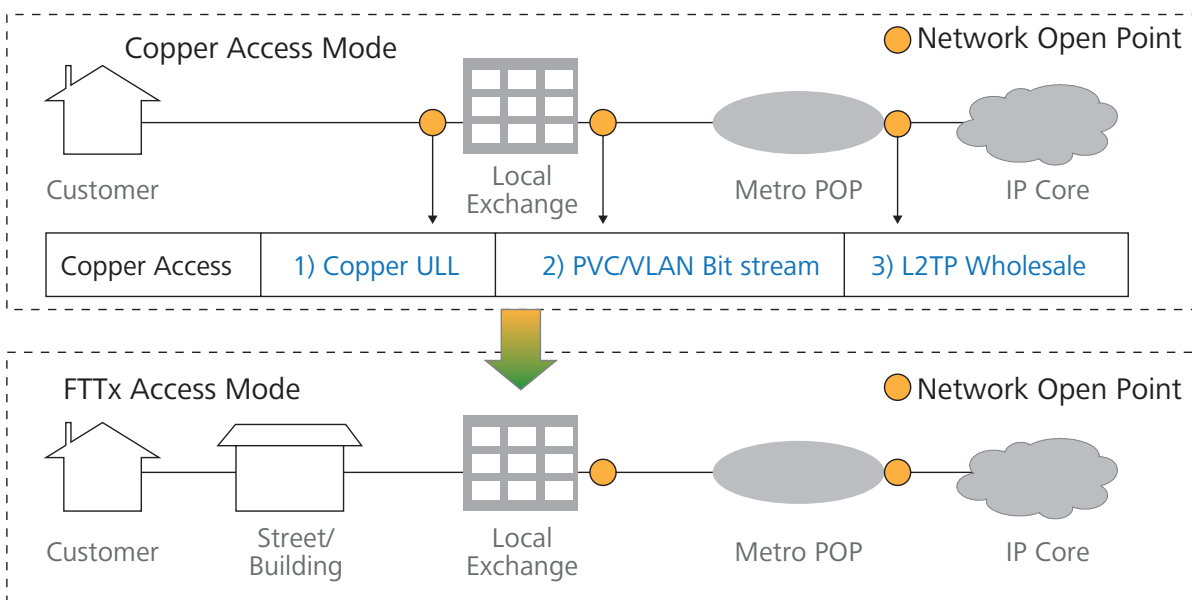 Copper Access Mode
Network Open Point
Customer
Local
Exchange
Metro POP
IP Core
Copper Access
1) Copper ULL
2) PVC/VLAN Bit stream
3) L2TP Wholesale
FTTx Access Mode
Network Open Point
Customer
Street/
Building
Local
Exchange
Metro POP
IP Core